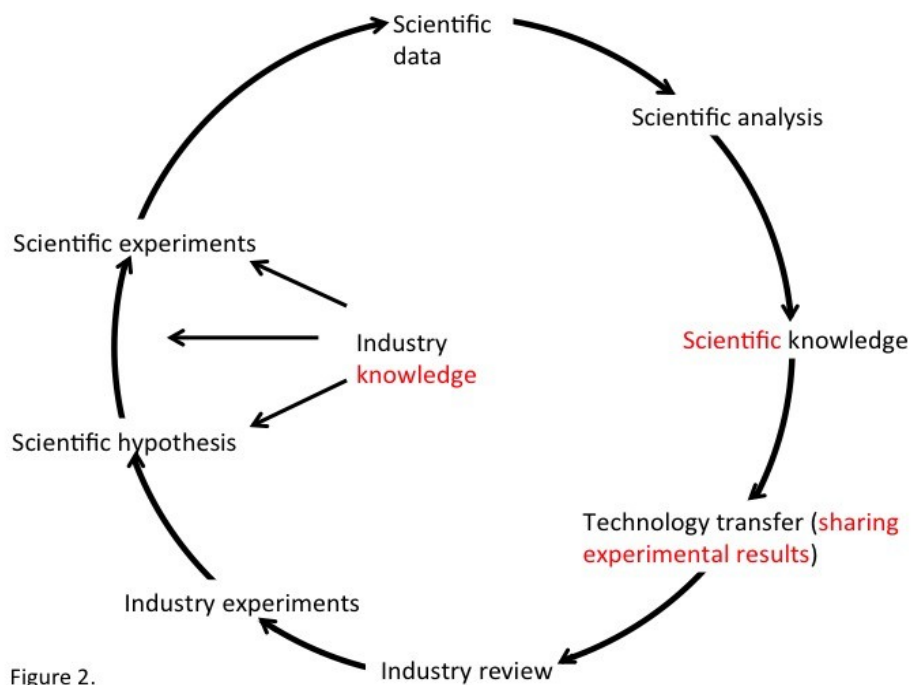 Scientific
data
Scientific analysis
Scientific experiments
Industry
knowledge
Scientific knowledge
Scientific hypothesis
Technology transfer (sharing
experimental results)
Industry experiments
Industry review
Figure 2.